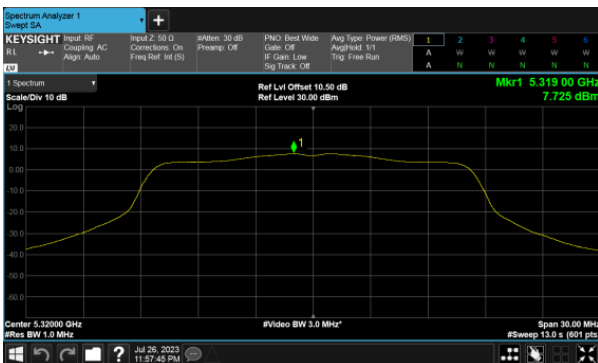 Spectrum Analyzer 1
Swept SA
KEYSIGHT
RL
Input: RF
Coupling: AC
Align: Auto
Input Z: 50 Ω
Corrections: On
Freq Ref: Int (S)
#Atten: 30 dB
Preamp: Off
PNO: Best Wide
Gate: Off
IF Gain: Low
Sig Track: Off
Avg Type: Power (RMS)
Avg|Hold: 1/1
Trig: Free Run
1 2 3 4 5 6
A W W W W W
A N N N N N
LXI
1 Spectrum
Scale/Div 10 dB
Log
Ref Lvl Offset 10.50 dB
Ref Level 30.00 dBm
Mkr1 5.319 00 GHz
7.725 dBm
20.0
10.0
0.00
-10.0
-20.0
-30.0
-40.0
-50.0
-60.0
1
Center 5.32000 GHz
#Res BW 1.0 MHz
#Video BW 3.0 MHz*
Span 30.00 MHz
#Sweep 13.0 s (601 pts)
?
Jul 26, 2023
11:57:45 PM